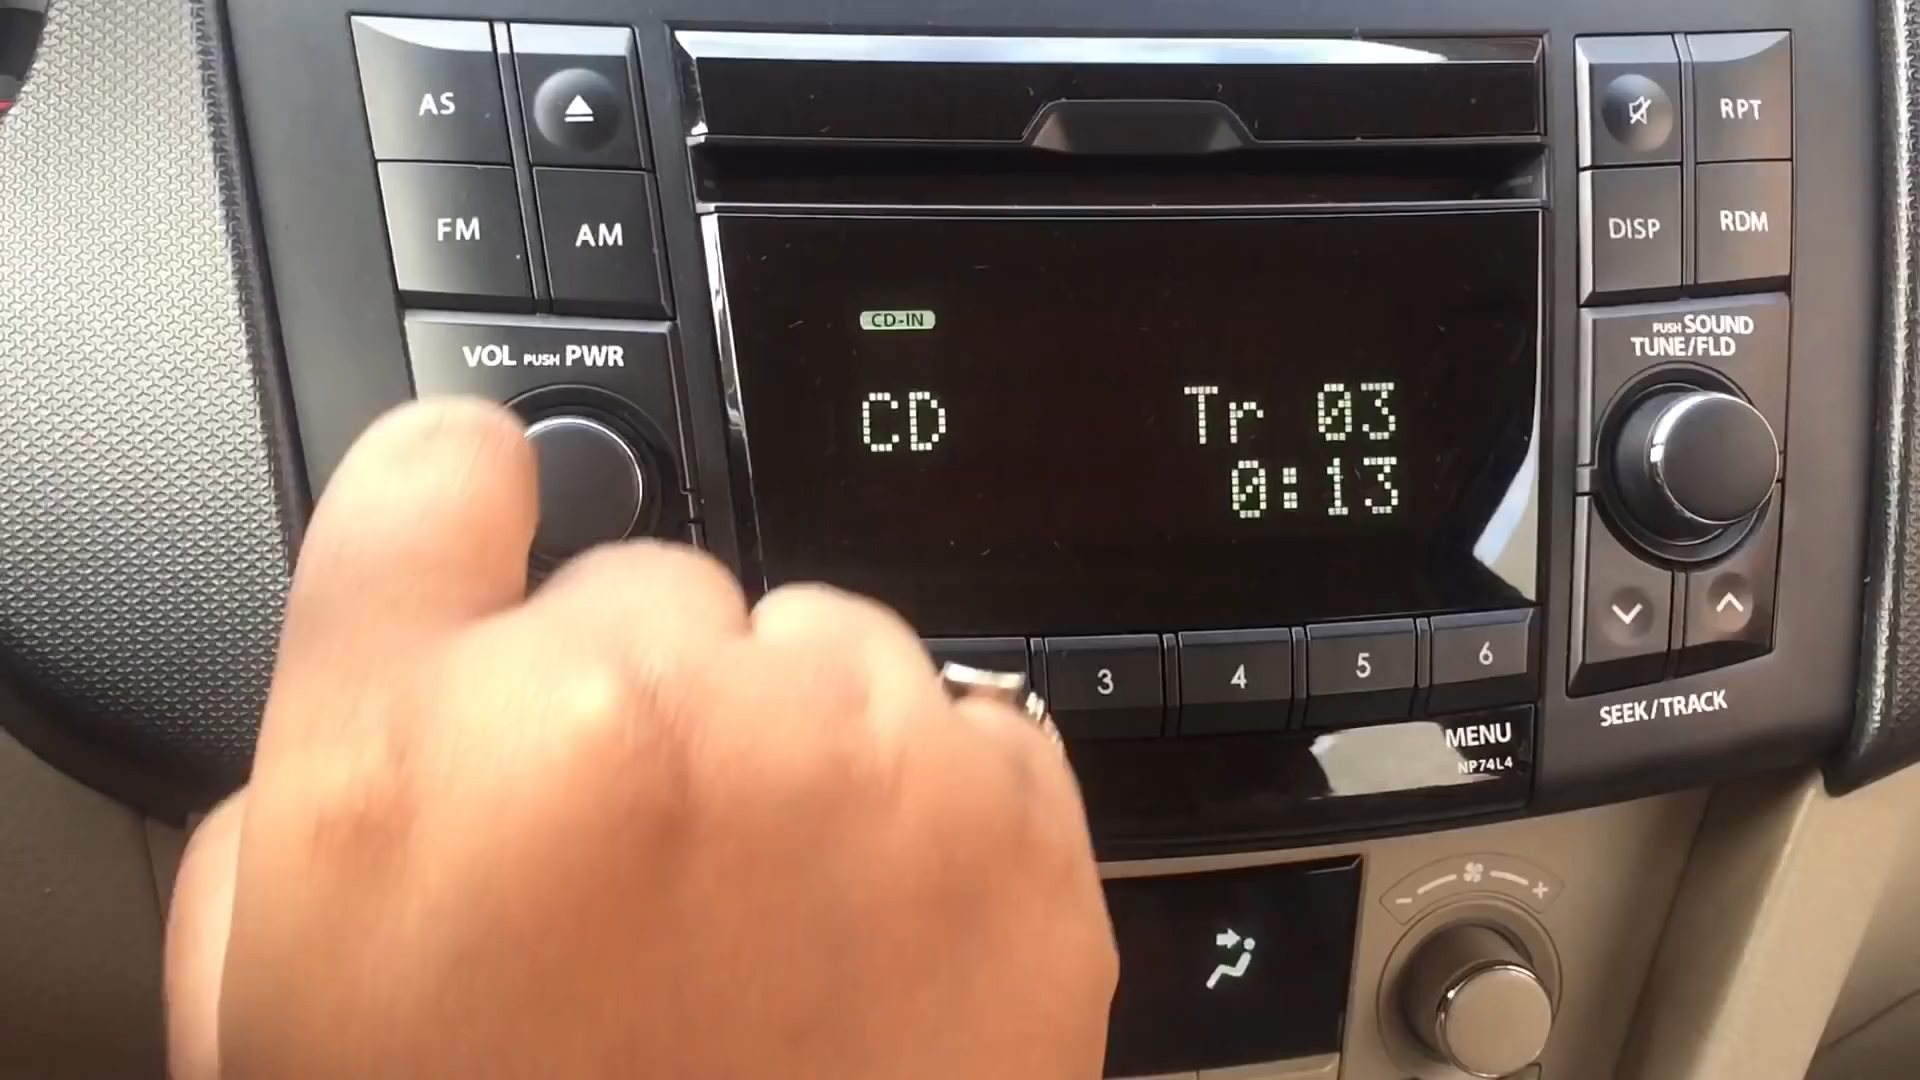 AS
FM
AM
VOL PUSH PWR
CD-IN
CD
Tr 03
0:13
RPT
DISP
RDM
PUSH SOUND
TUNE/FLD
3
4
5
6
SEEK/TRACK
MENU
NP74L4
- +